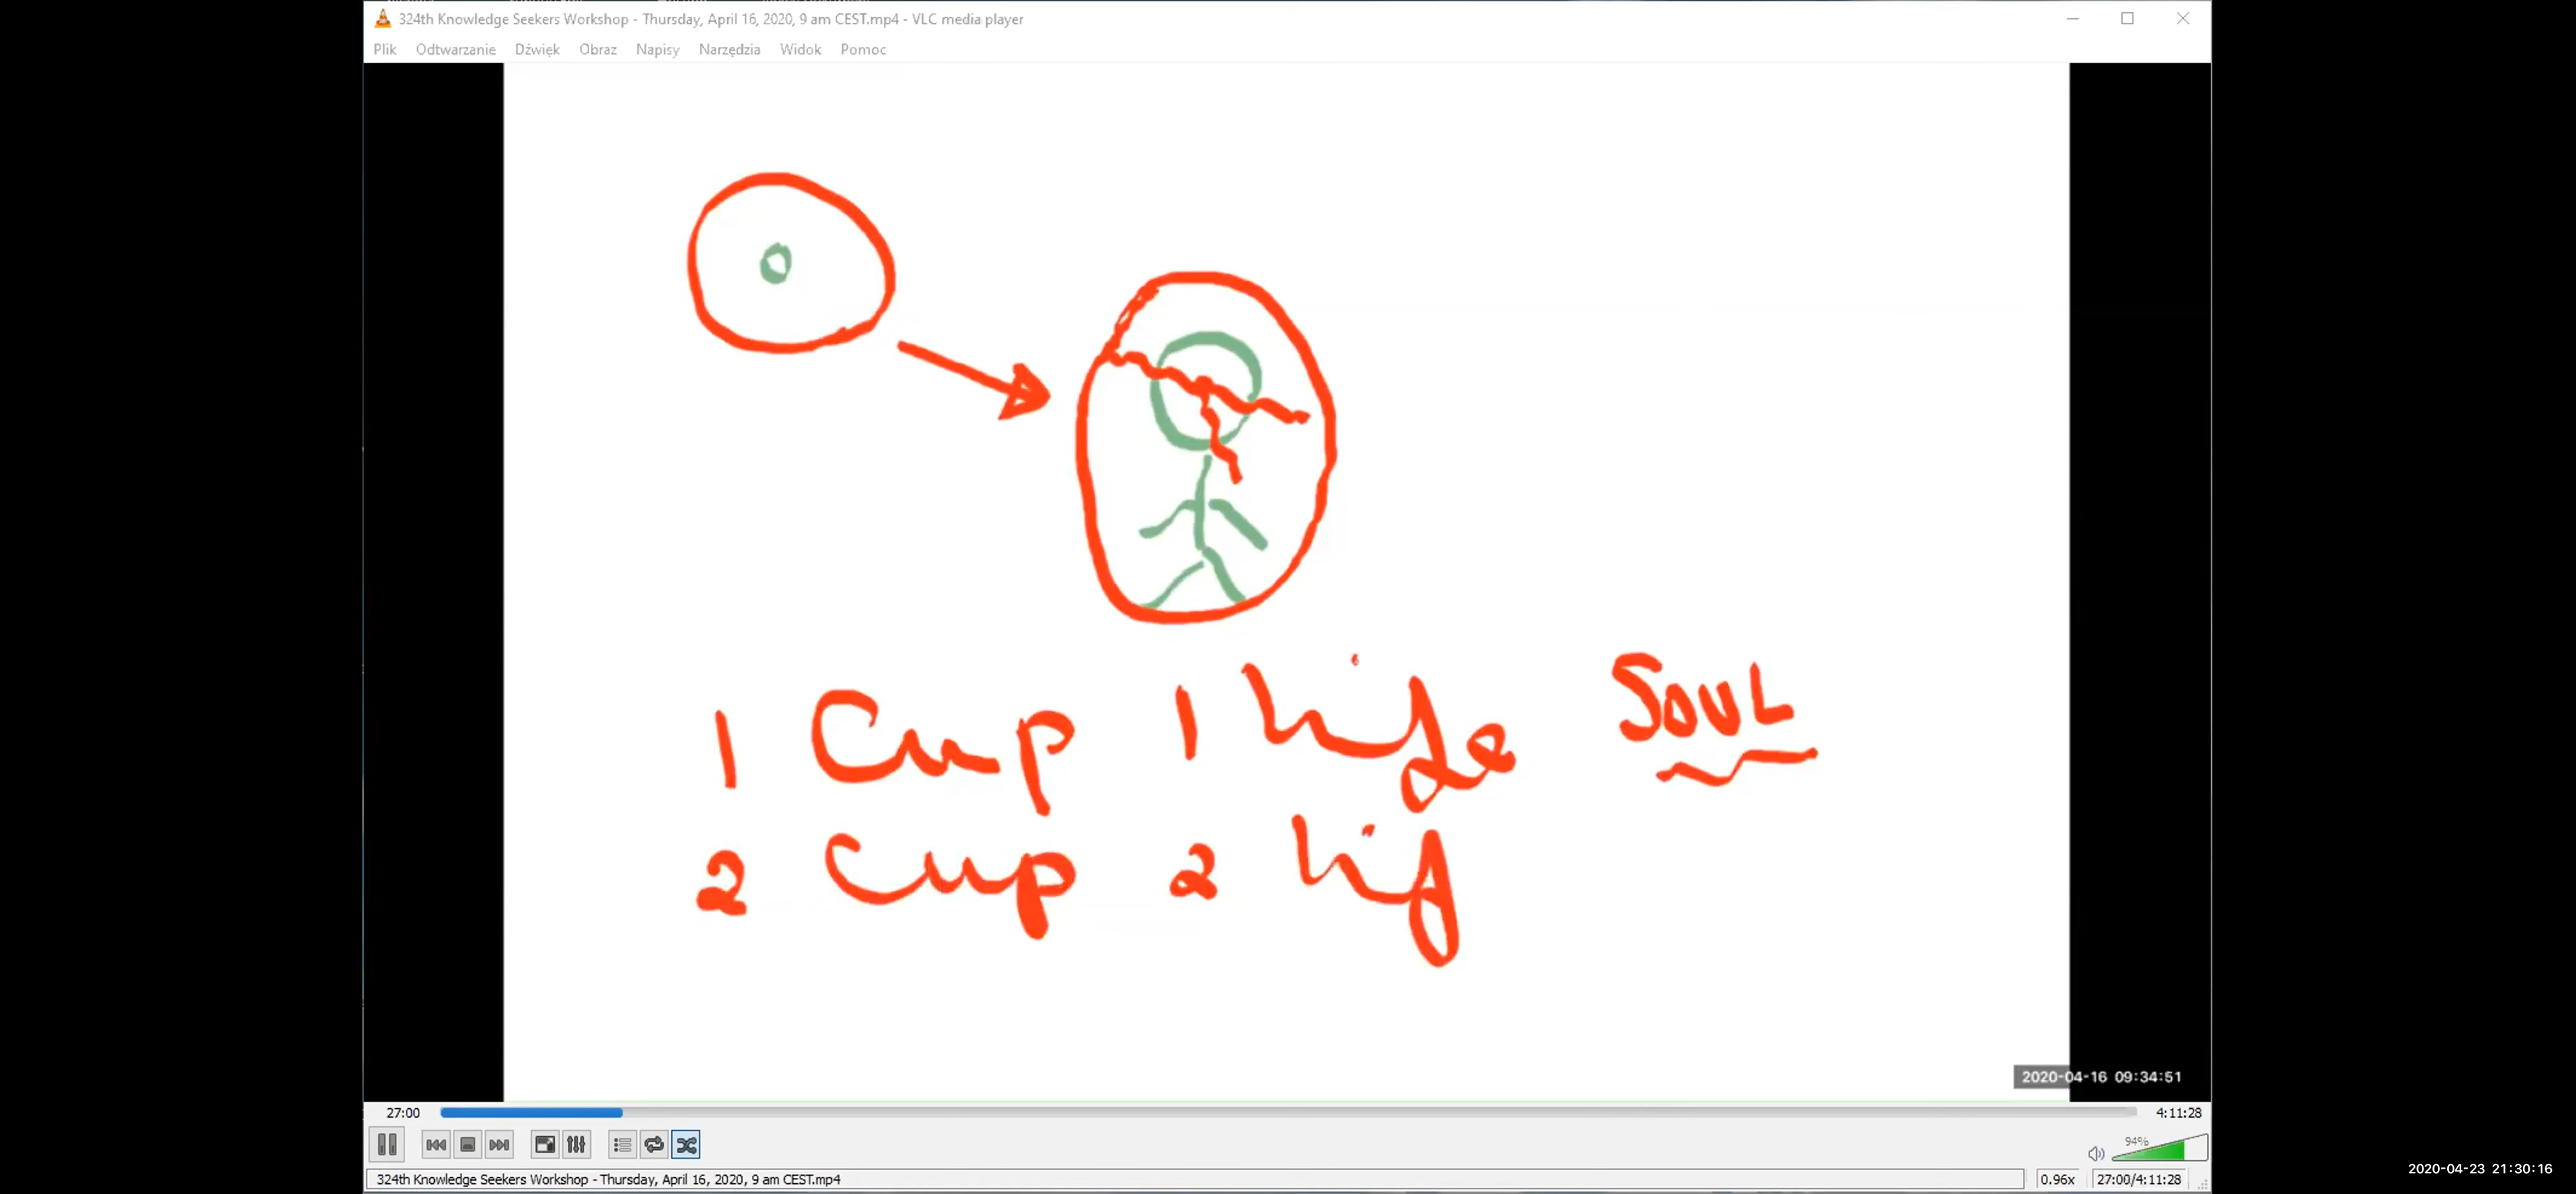 324th Knowledge Seekers Workshop - Thursday, April 16, 2020, 9 am CEST.mp4 - VLC media player
Plik Odtwarzanie Dźwięk Obraz Napisy Narzędzia Widok Pomoc
1 Cup 1 life SOUL
2 Cup 2 lif
2020-04-16 09:34:51
27:00 4:11:28
94%
324th Knowledge Seekers Workshop - Thursday, April 16, 2020, 9 am CEST.mp4 0.96x 27:00/4:11:28
2020-04-23 21:30:16